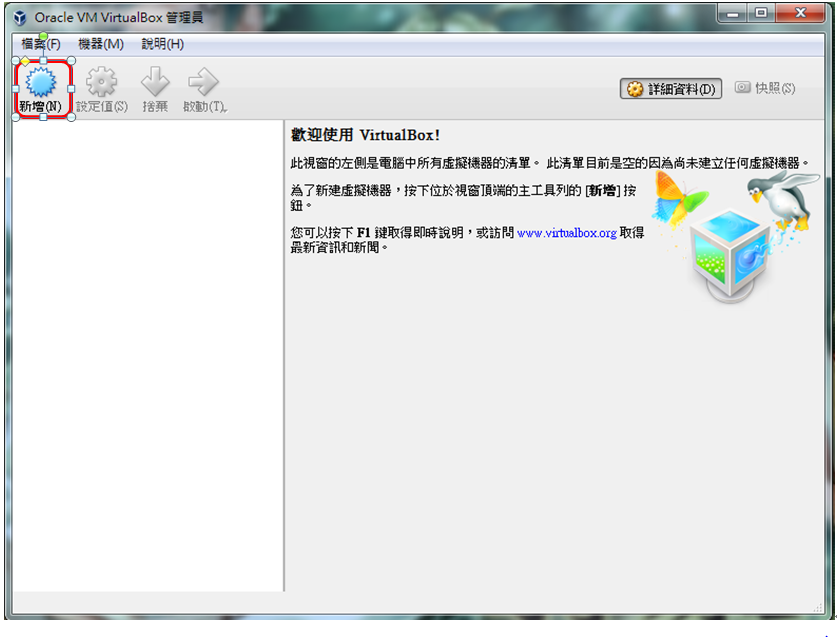 Oracle VM VirtualBox 管理員
檔案(F) 機器(M) 說明(H)
新增(N) 設定值(S) 捨棄 啟動(T) 詳細資料(D) 快照(S)
歡迎使用 VirtualBox!
此視窗的左側是電腦中所有虛擬機器的清單。 此清單目前是空的因為尚未建立任何虛擬機器。
為了新建虛擬機器，按下位於視窗頂端的主工具列的 [新增] 按
鈕。
您可以按下 F1 鍵取得即時說明，或訪問 www.virtualbox.org 取得
最新資訊和新聞。